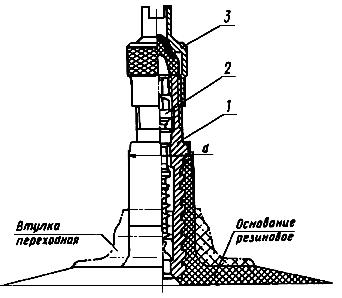 3
2
1
d
Втулка
переходная
Основание
резиновое